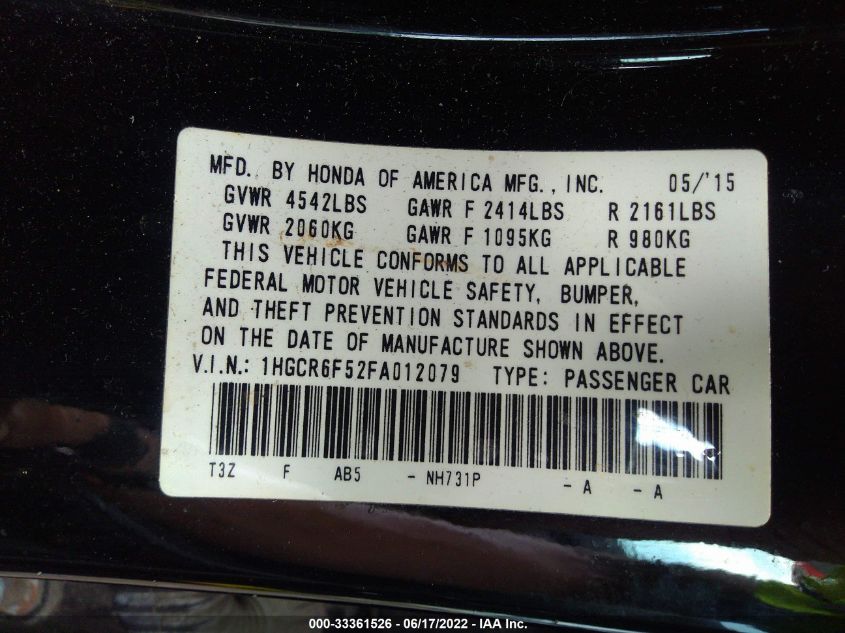 MFD. BY HONDA OF AMERICA MFG., INC. 05/'15
GVWR 4542LBS GAWR F 2414LBS R 2161LBS
GVWR 2060KG GAWR F 1095KG R 980KG
THIS VEHICLE CONFORMS TO ALL APPLICABLE
FEDERAL MOTOR VEHICLE SAFETY, BUMPER,
AND THEFT PREVENTION STANDARDS IN EFFECT
ON THE DATE OF MANUFACTURE SHOWN ABOVE.
V.I.N.: 1HGCR6F52FA012079 TYPE: PASSENGER CAR
T3Z F AB5 - NH731P - A - A
000-33361526 - 06/17/2022 - IAA Inc.